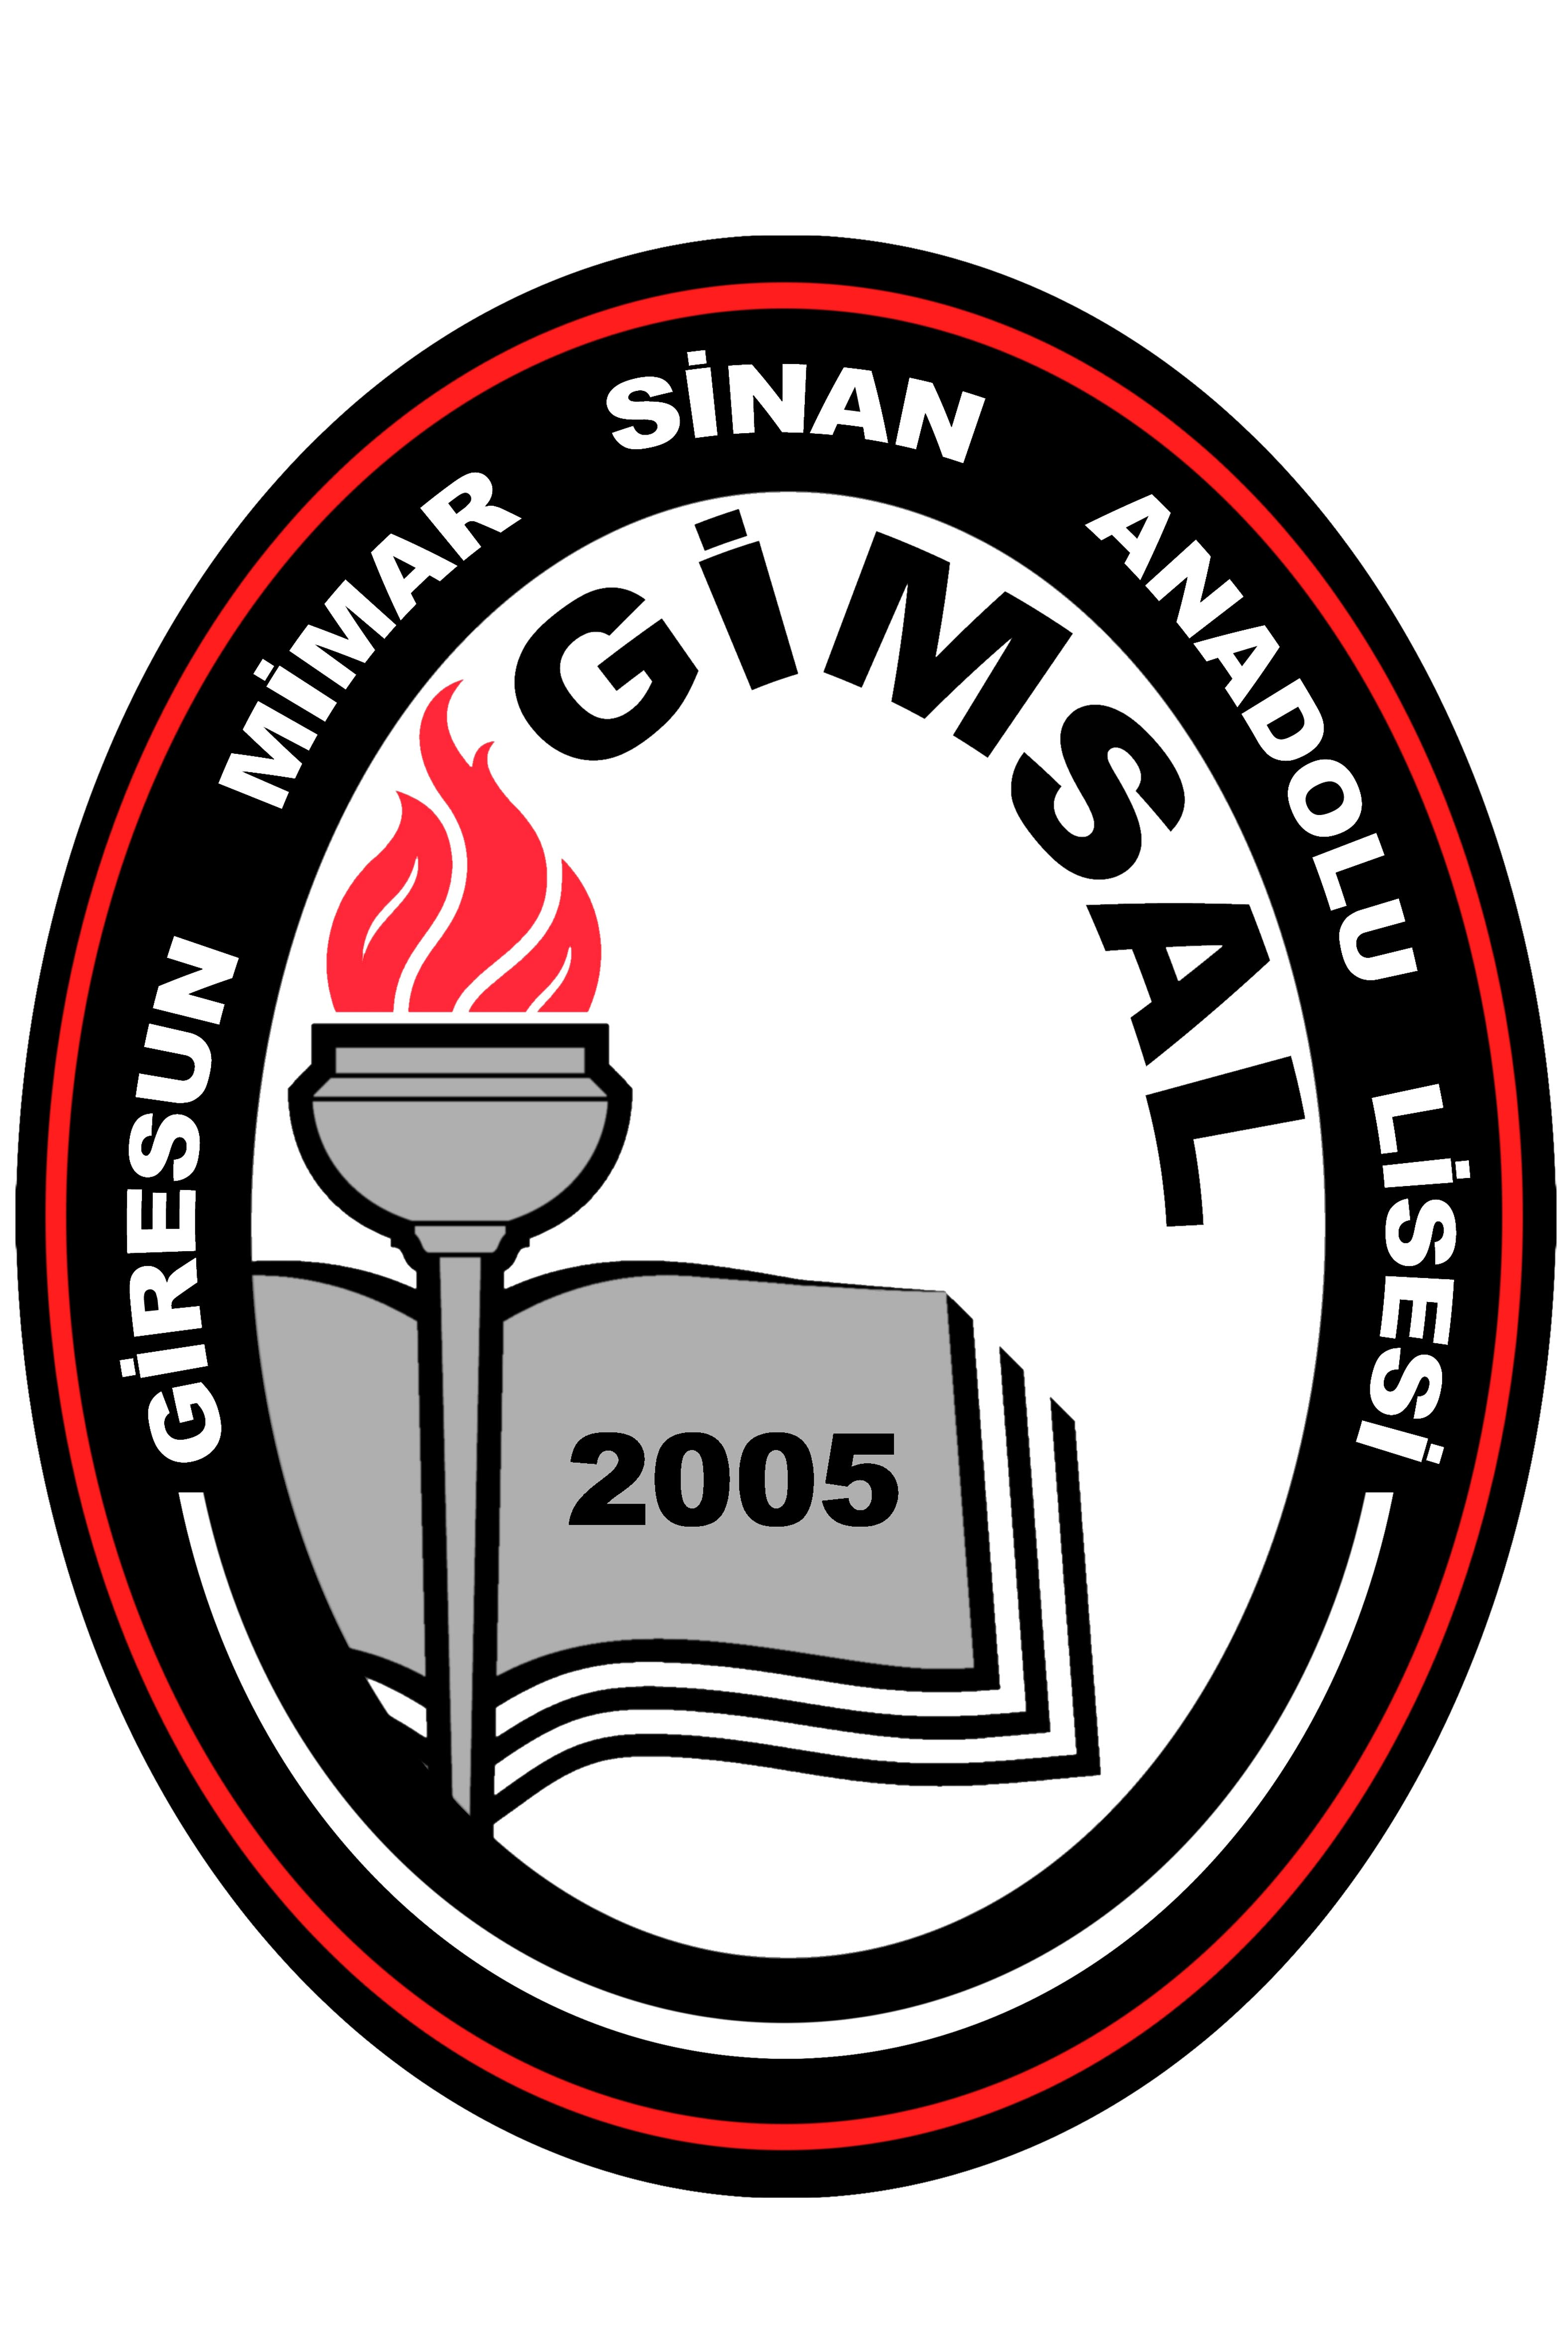 GİRESUN MİMAR SİNAN ANADOLU LİSESİ
GİMSAL
2005